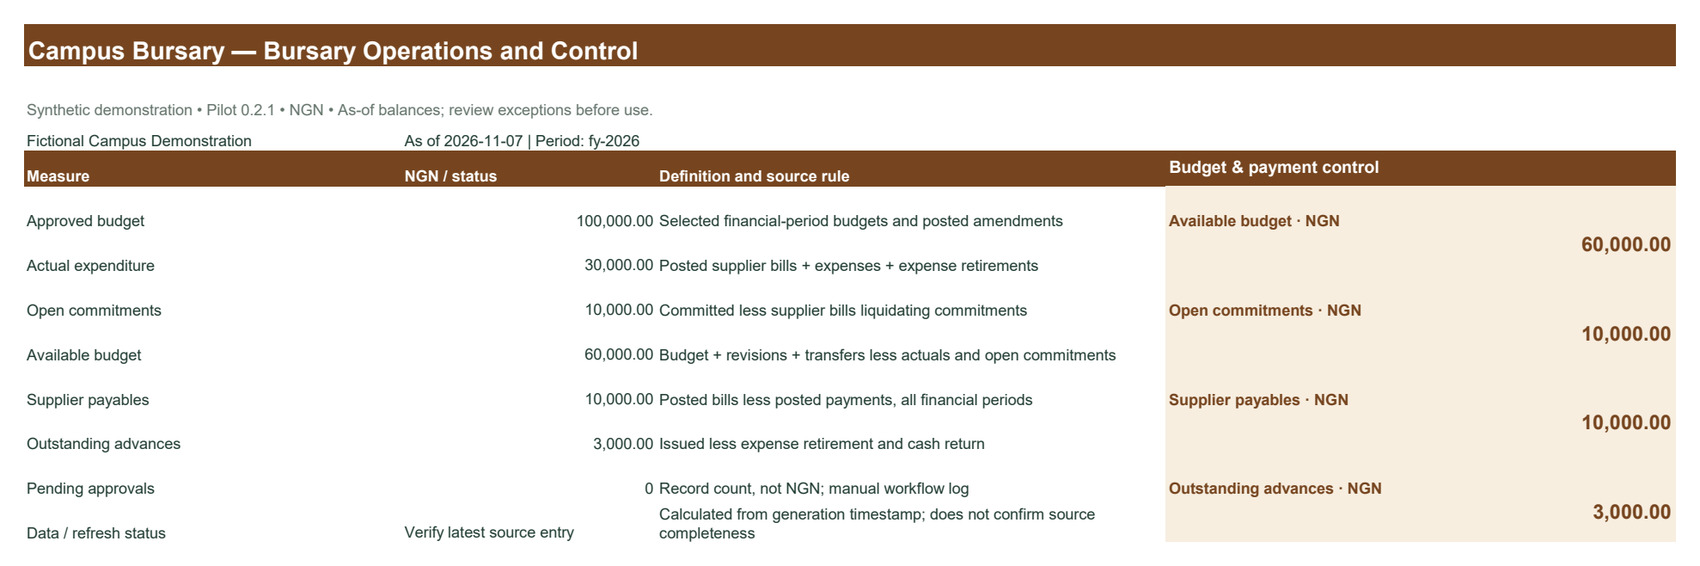 Campus Bursary — Bursary Operations and Control
Synthetic demonstration • Pilot 0.2.1 • NGN • As-of balances; review exceptions before use.
Fictional Campus Demonstration As of 2026-11-07 | Period: fy-2026
Measure NGN / status Definition and source rule Budget & payment control
Approved budget 100,000.00 Selected financial-period budgets and posted amendments Available budget · NGN
60,000.00
Actual expenditure 30,000.00 Posted supplier bills + expenses + expense retirements
Open commitments 10,000.00 Committed less supplier bills liquidating commitments Open commitments · NGN
10,000.00
Available budget 60,000.00 Budget + revisions + transfers less actuals and open commitments
Supplier payables 10,000.00 Posted bills less posted payments, all financial periods Supplier payables · NGN
10,000.00
Outstanding advances 3,000.00 Issued less expense retirement and cash return
Pending approvals 0 Record count, not NGN; manual workflow log Outstanding advances · NGN
3,000.00
Data / refresh status Verify latest source entry Calculated from generation timestamp; does not confirm source
completeness